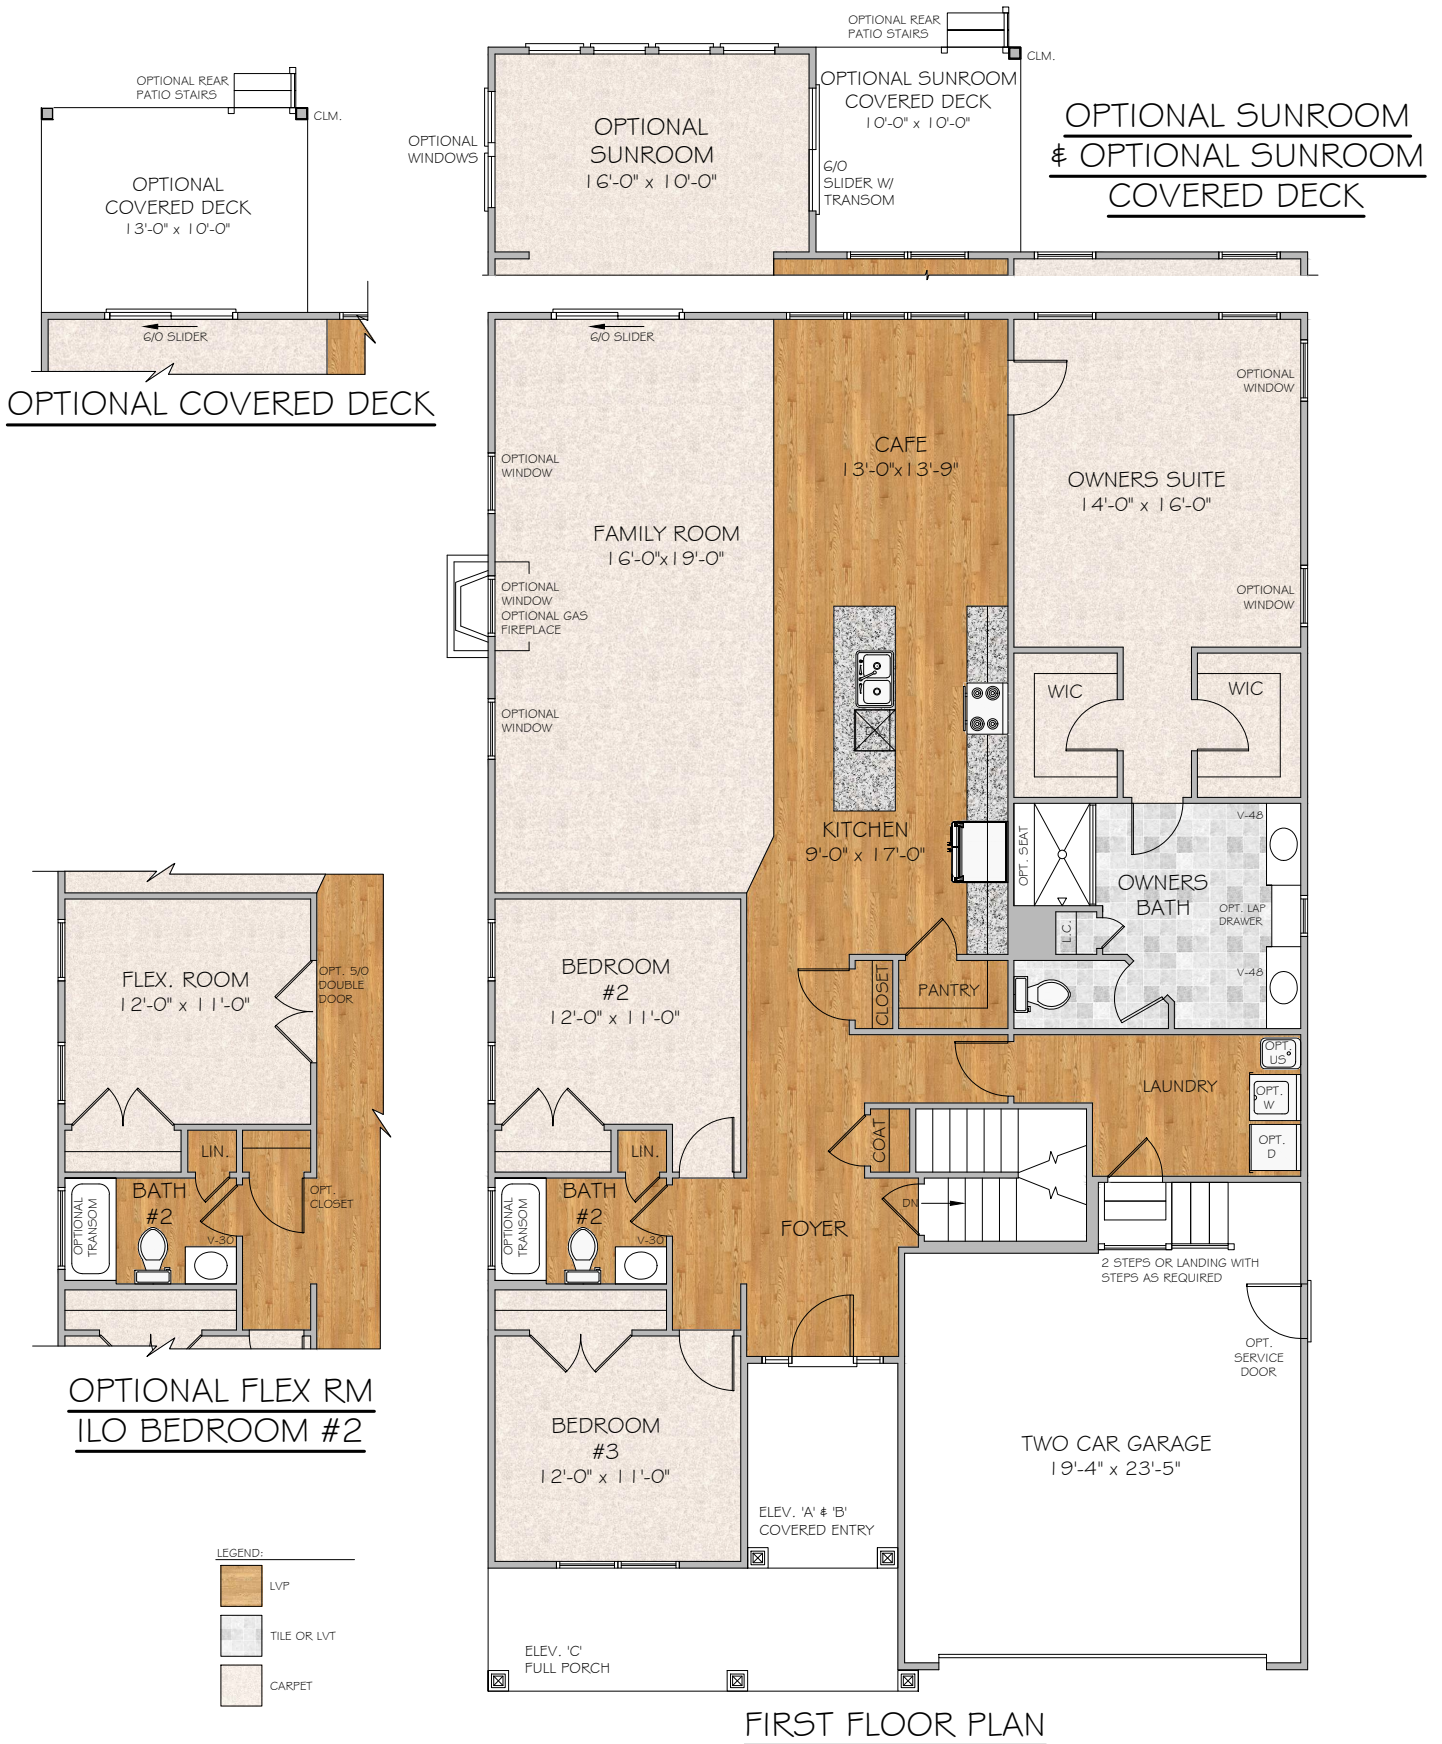 OPTIONAL REAR
PATIO STAIRS
CLM.
OPTIONAL
COVERED DECK
13'-0" x 10'-0"
6/0 SLIDER
OPTIONAL COVERED DECK
OPTIONAL REAR
PATIO STAIRS
CLM.
OPTIONAL SUNROOM
COVERED DECK
10'-0" x 10'-0"
OPTIONAL
WINDOWS
OPTIONAL
SUNROOM
16'-0" x 10'-0"
6/0
SLIDER W/
TRANSOM
OPTIONAL SUNROOM
& OPTIONAL SUNROOM
COVERED DECK
6/0 SLIDER
OPTIONAL
WINDOW
CAFE
13'-0"x13'-9"
OPTIONAL
WINDOW
OWNERS SUITE
14'-0" x 16'-0"
FAMILY ROOM
16'-0"x19'-0"
OPTIONAL
WINDOW
OPTIONAL GAS
FIREPLACE
OPTIONAL
WINDOW
OPTIONAL
WINDOW
WIC
WIC
KITCHEN
9'-0" x 17'-0"
OPT. SEAT
V-48
OWNERS
BATH
OPT. LAP
DRAWER
L.C.
V-48
BEDROOM
#2
12'-0" x 11'-0"
CLOSET
PANTRY
LAUNDRY
OPT.
US
OPT.
W
OPT.
D
COAT
LIN.
BATH
#2
OPTIONAL
TRANSOM
V-30
FOYER
DN
2 STEPS OR LANDING WITH
STEPS AS REQUIRED
OPT.
SERVICE
DOOR
BEDROOM
#3
12'-0" x 11'-0"
TWO CAR GARAGE
19'-4" x 23'-5"
ELEV. 'A' & 'B'
COVERED ENTRY
ELEV. 'C'
FULL PORCH
FIRST FLOOR PLAN
FLEX. ROOM
12'-0" x 11'-0"
OPT. 5/0
DOUBLE
DOOR
LIN.
BATH
#2
OPTIONAL
TRANSOM
V-30
OPT.
CLOSET
OPTIONAL FLEX RM
ILO BEDROOM #2
LEGEND:
LVP
TILE OR LVT
CARPET